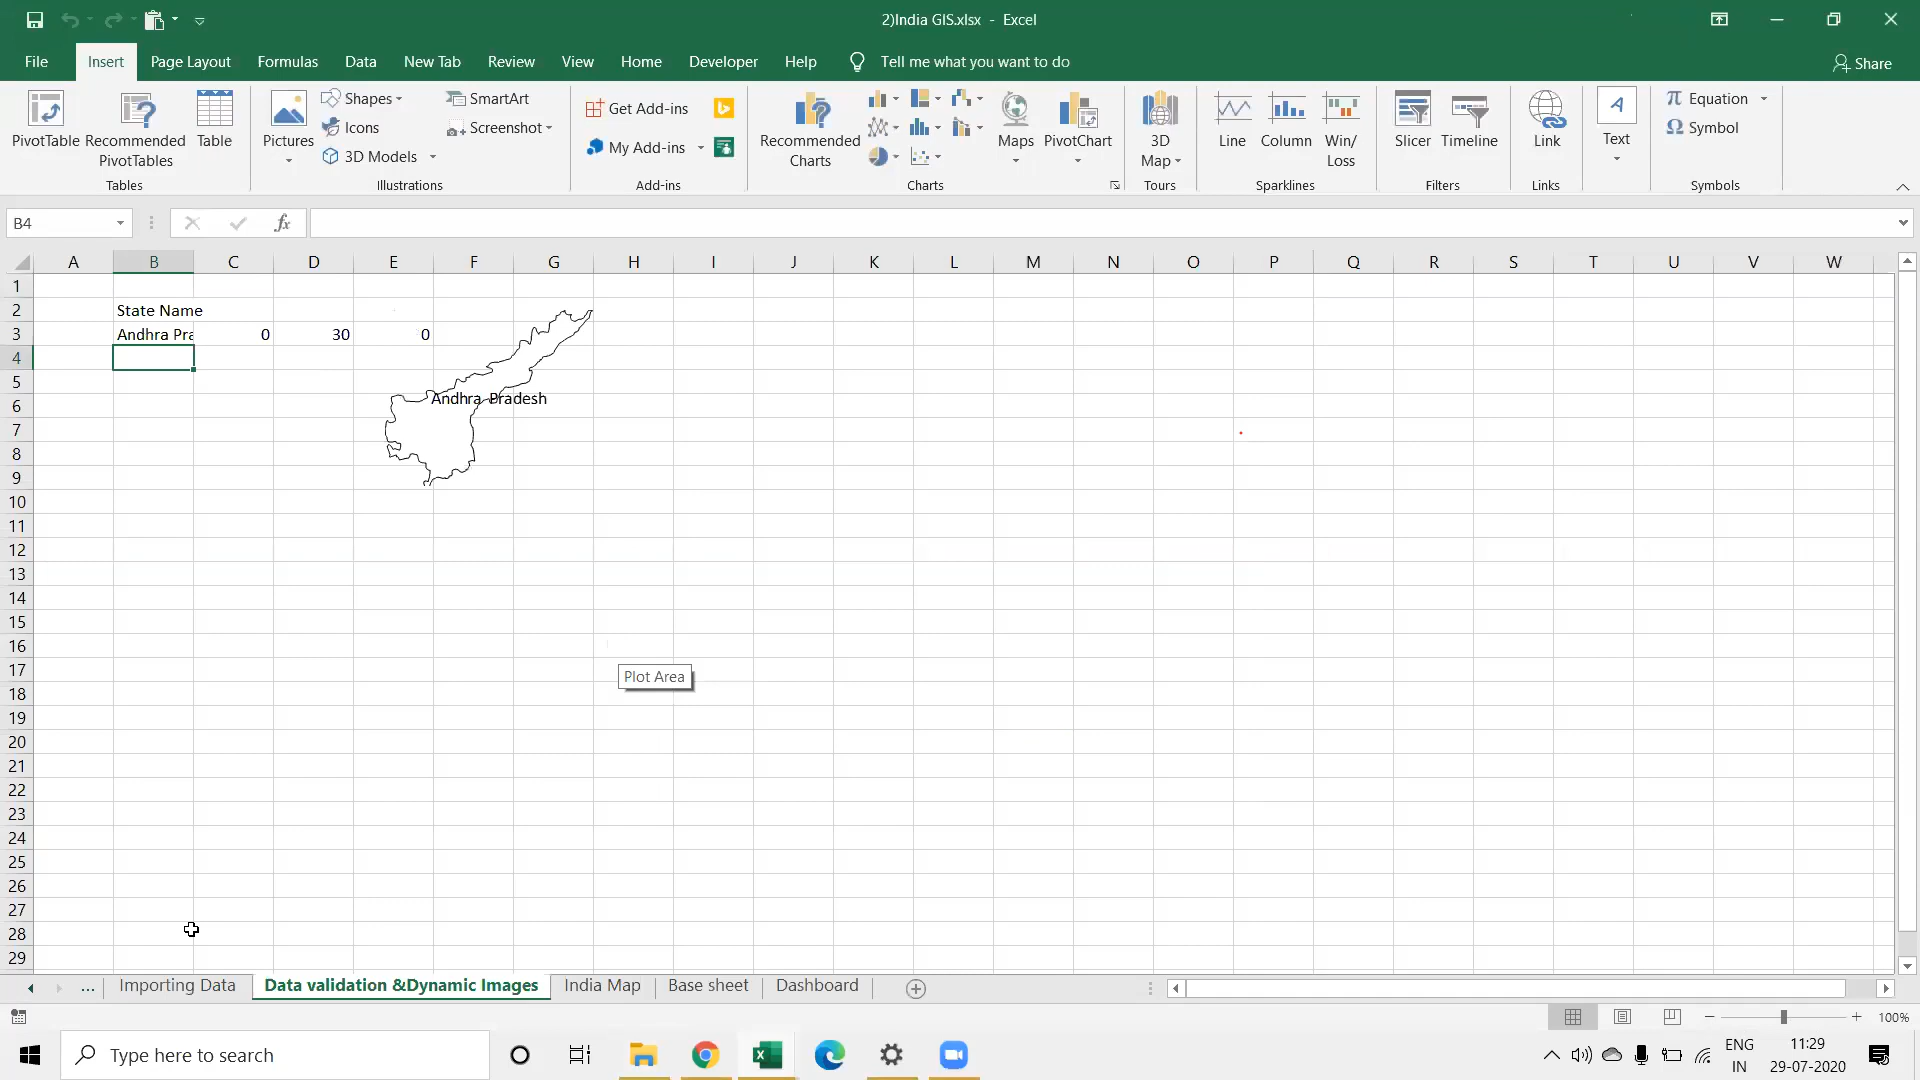 2)India GIS.xlsx - Excel
File Insert Page Layout Formulas Data New Tab Review View Home Developer Help Tell me what you want to do Share
PivotTable
Recommended
PivotTables
Table
Tables
Pictures
Shapes
Icons
3D Models
SmartArt
Screenshot
Illustrations
Get Add-ins
My Add-ins
Add-ins
Recommended
Charts
Maps
PivotChart
Charts
3D
Map
Tours
Line
Column
Win/
Loss
Sparklines
Slicer
Timeline
Filters
Link
Links
A
Text
π Equation
Ω Symbol
Symbols
B4
fx
A B C D E F G H I J K L M N O P Q R S T U V W
1
2 State Name
3 Andhra Pra 0 30 0
4
5
6 Andhra Pradesh
7
8
9
10
11
12
13
14
15
16
17 Plot Area
18
19
20
21
22
23
24
25
26
27
28
29
... Importing Data Data validation &Dynamic Images India Map Base sheet Dashboard
100%
Type here to search
ENG
IN
11:29
29-07-2020